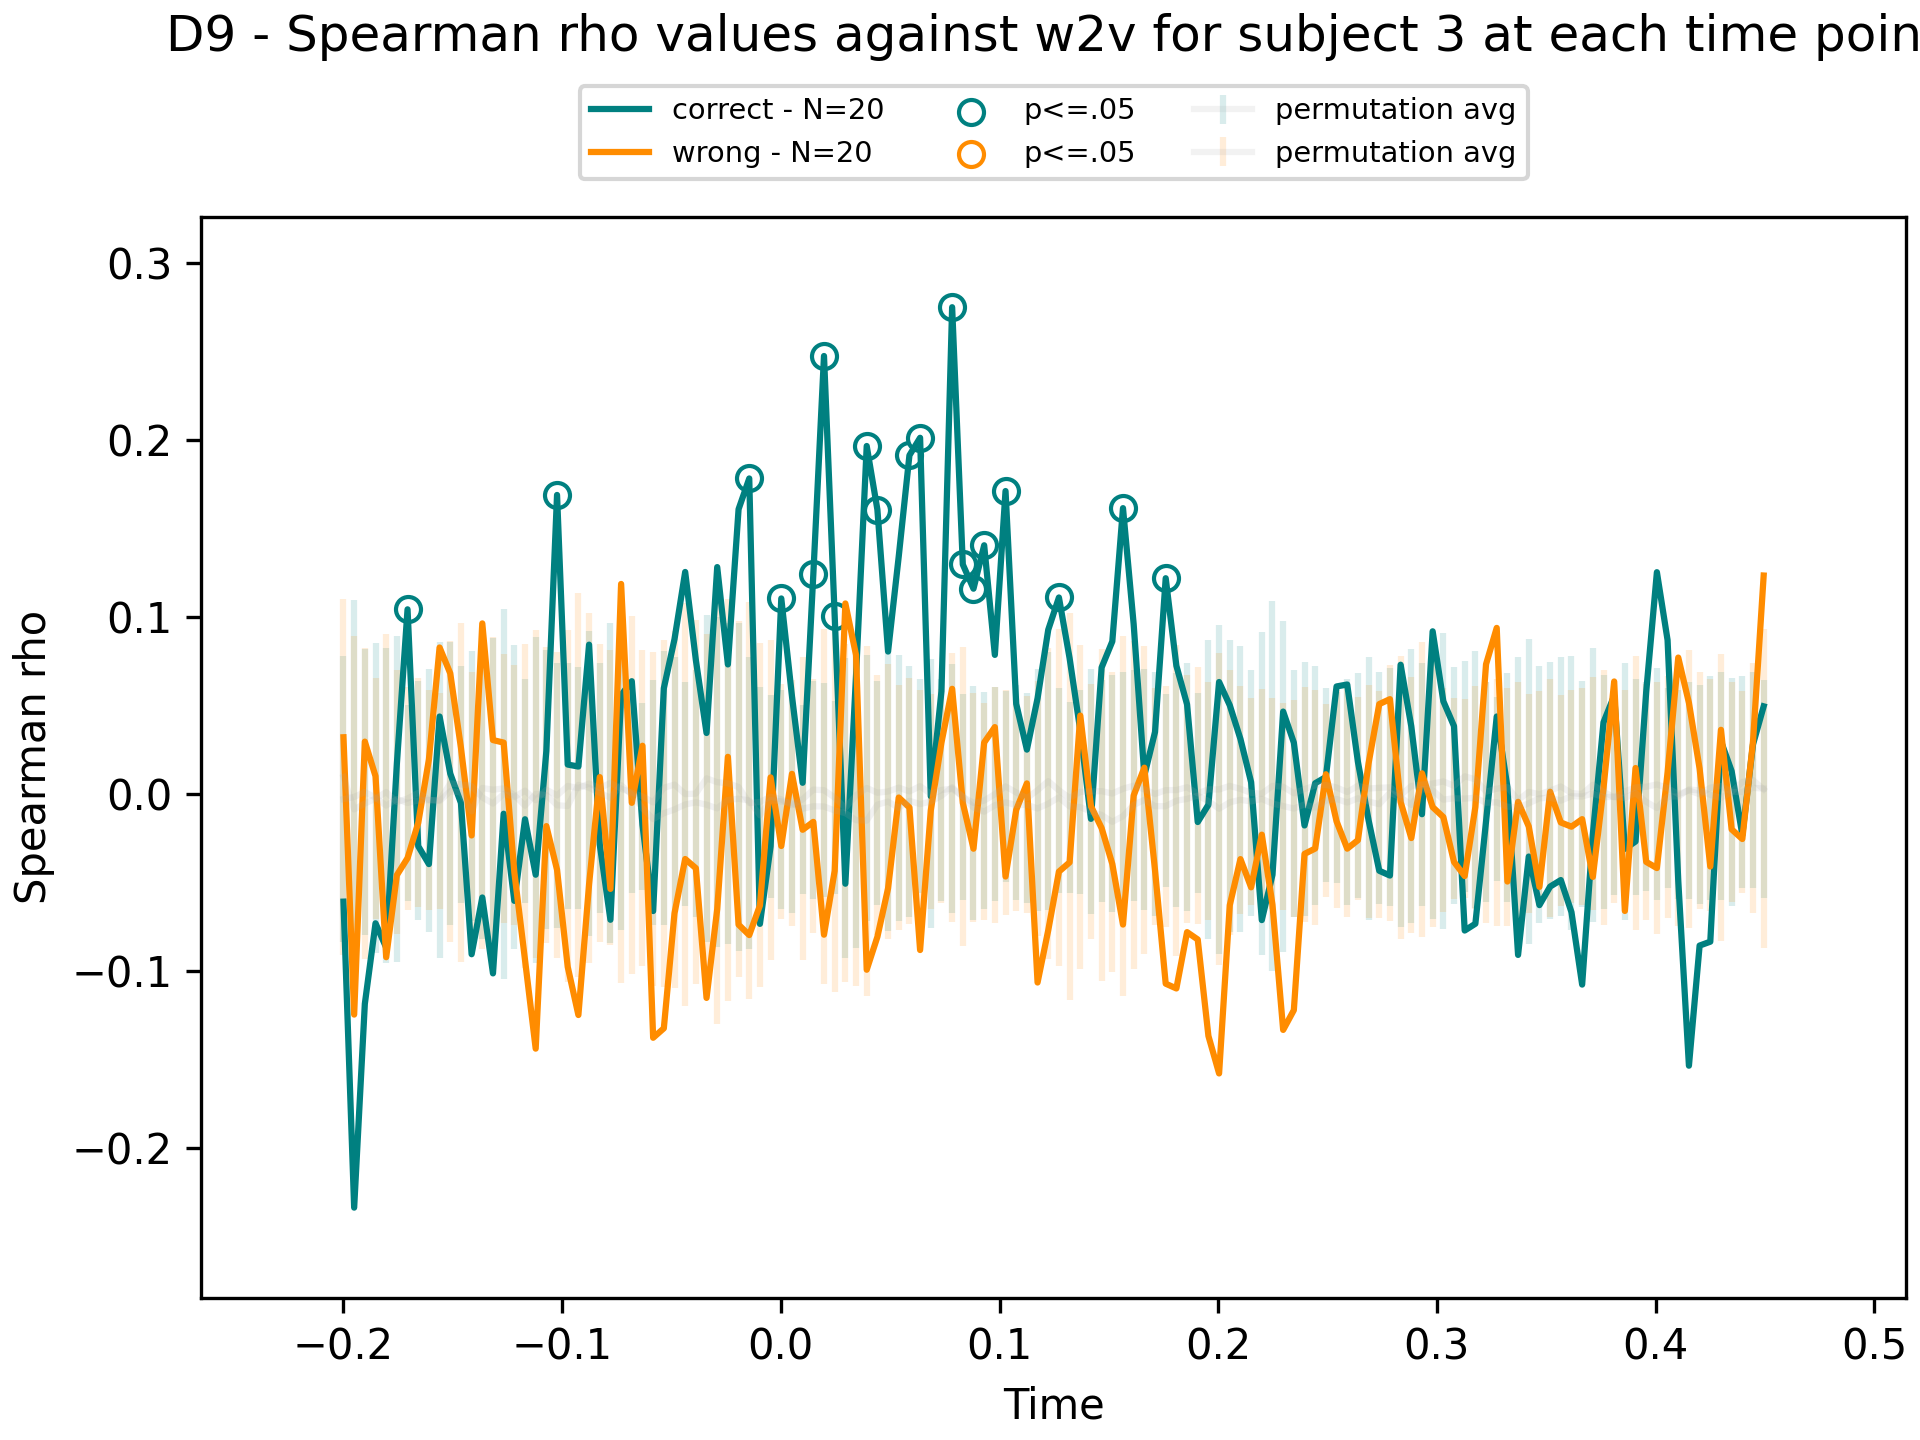 D9 - Spearman rho values against w2v for subject 3 at each time poin
correct - N=20
wrong - N=20
p<=.05
p<=.05
permutation avg
permutation avg
Spearman rho
0.3
0.2
0.1
0.0
−0.1
−0.2
−0.2
−0.1
0.0
0.1
0.2
0.3
0.4
0.5
Time